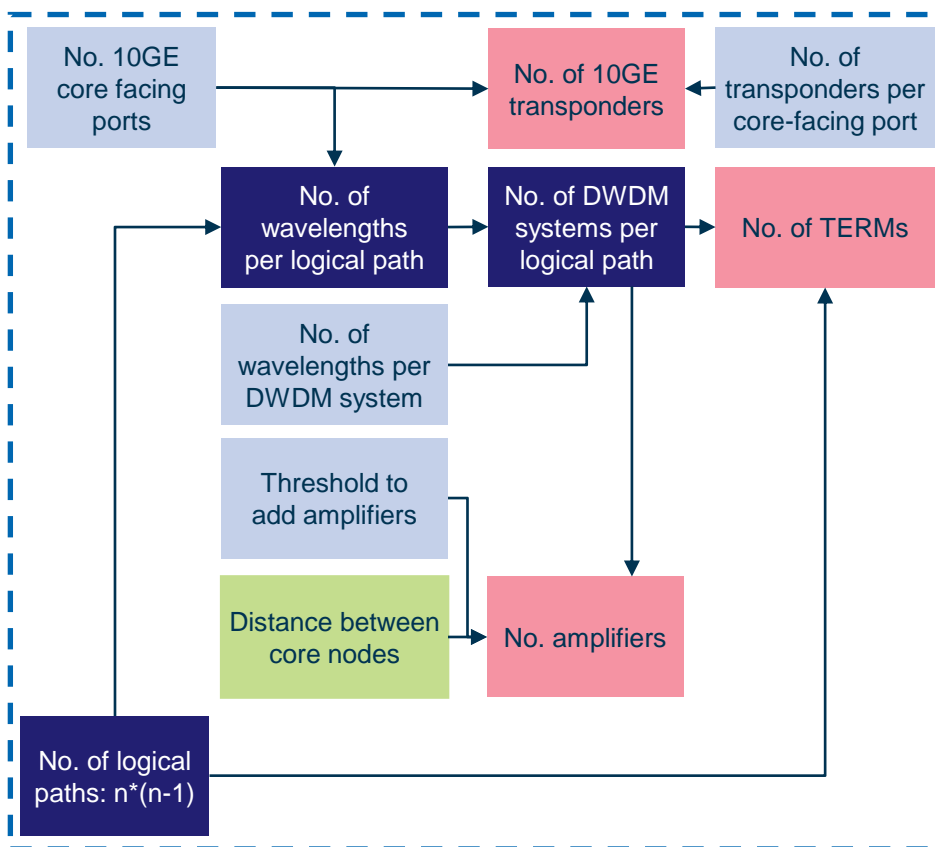 No. 10GE
core facing
ports
No. of 10GE
transponders
No. of
transponders per
core-facing port
No. of
wavelengths
per logical path
No. of DWDM
systems per
logical path
No. of TERMs
No. of
wavelengths per
DWDM system
Threshold to
add amplifiers
Distance between
core nodes
No. amplifiers
No. of logical
paths: n*(n-1)